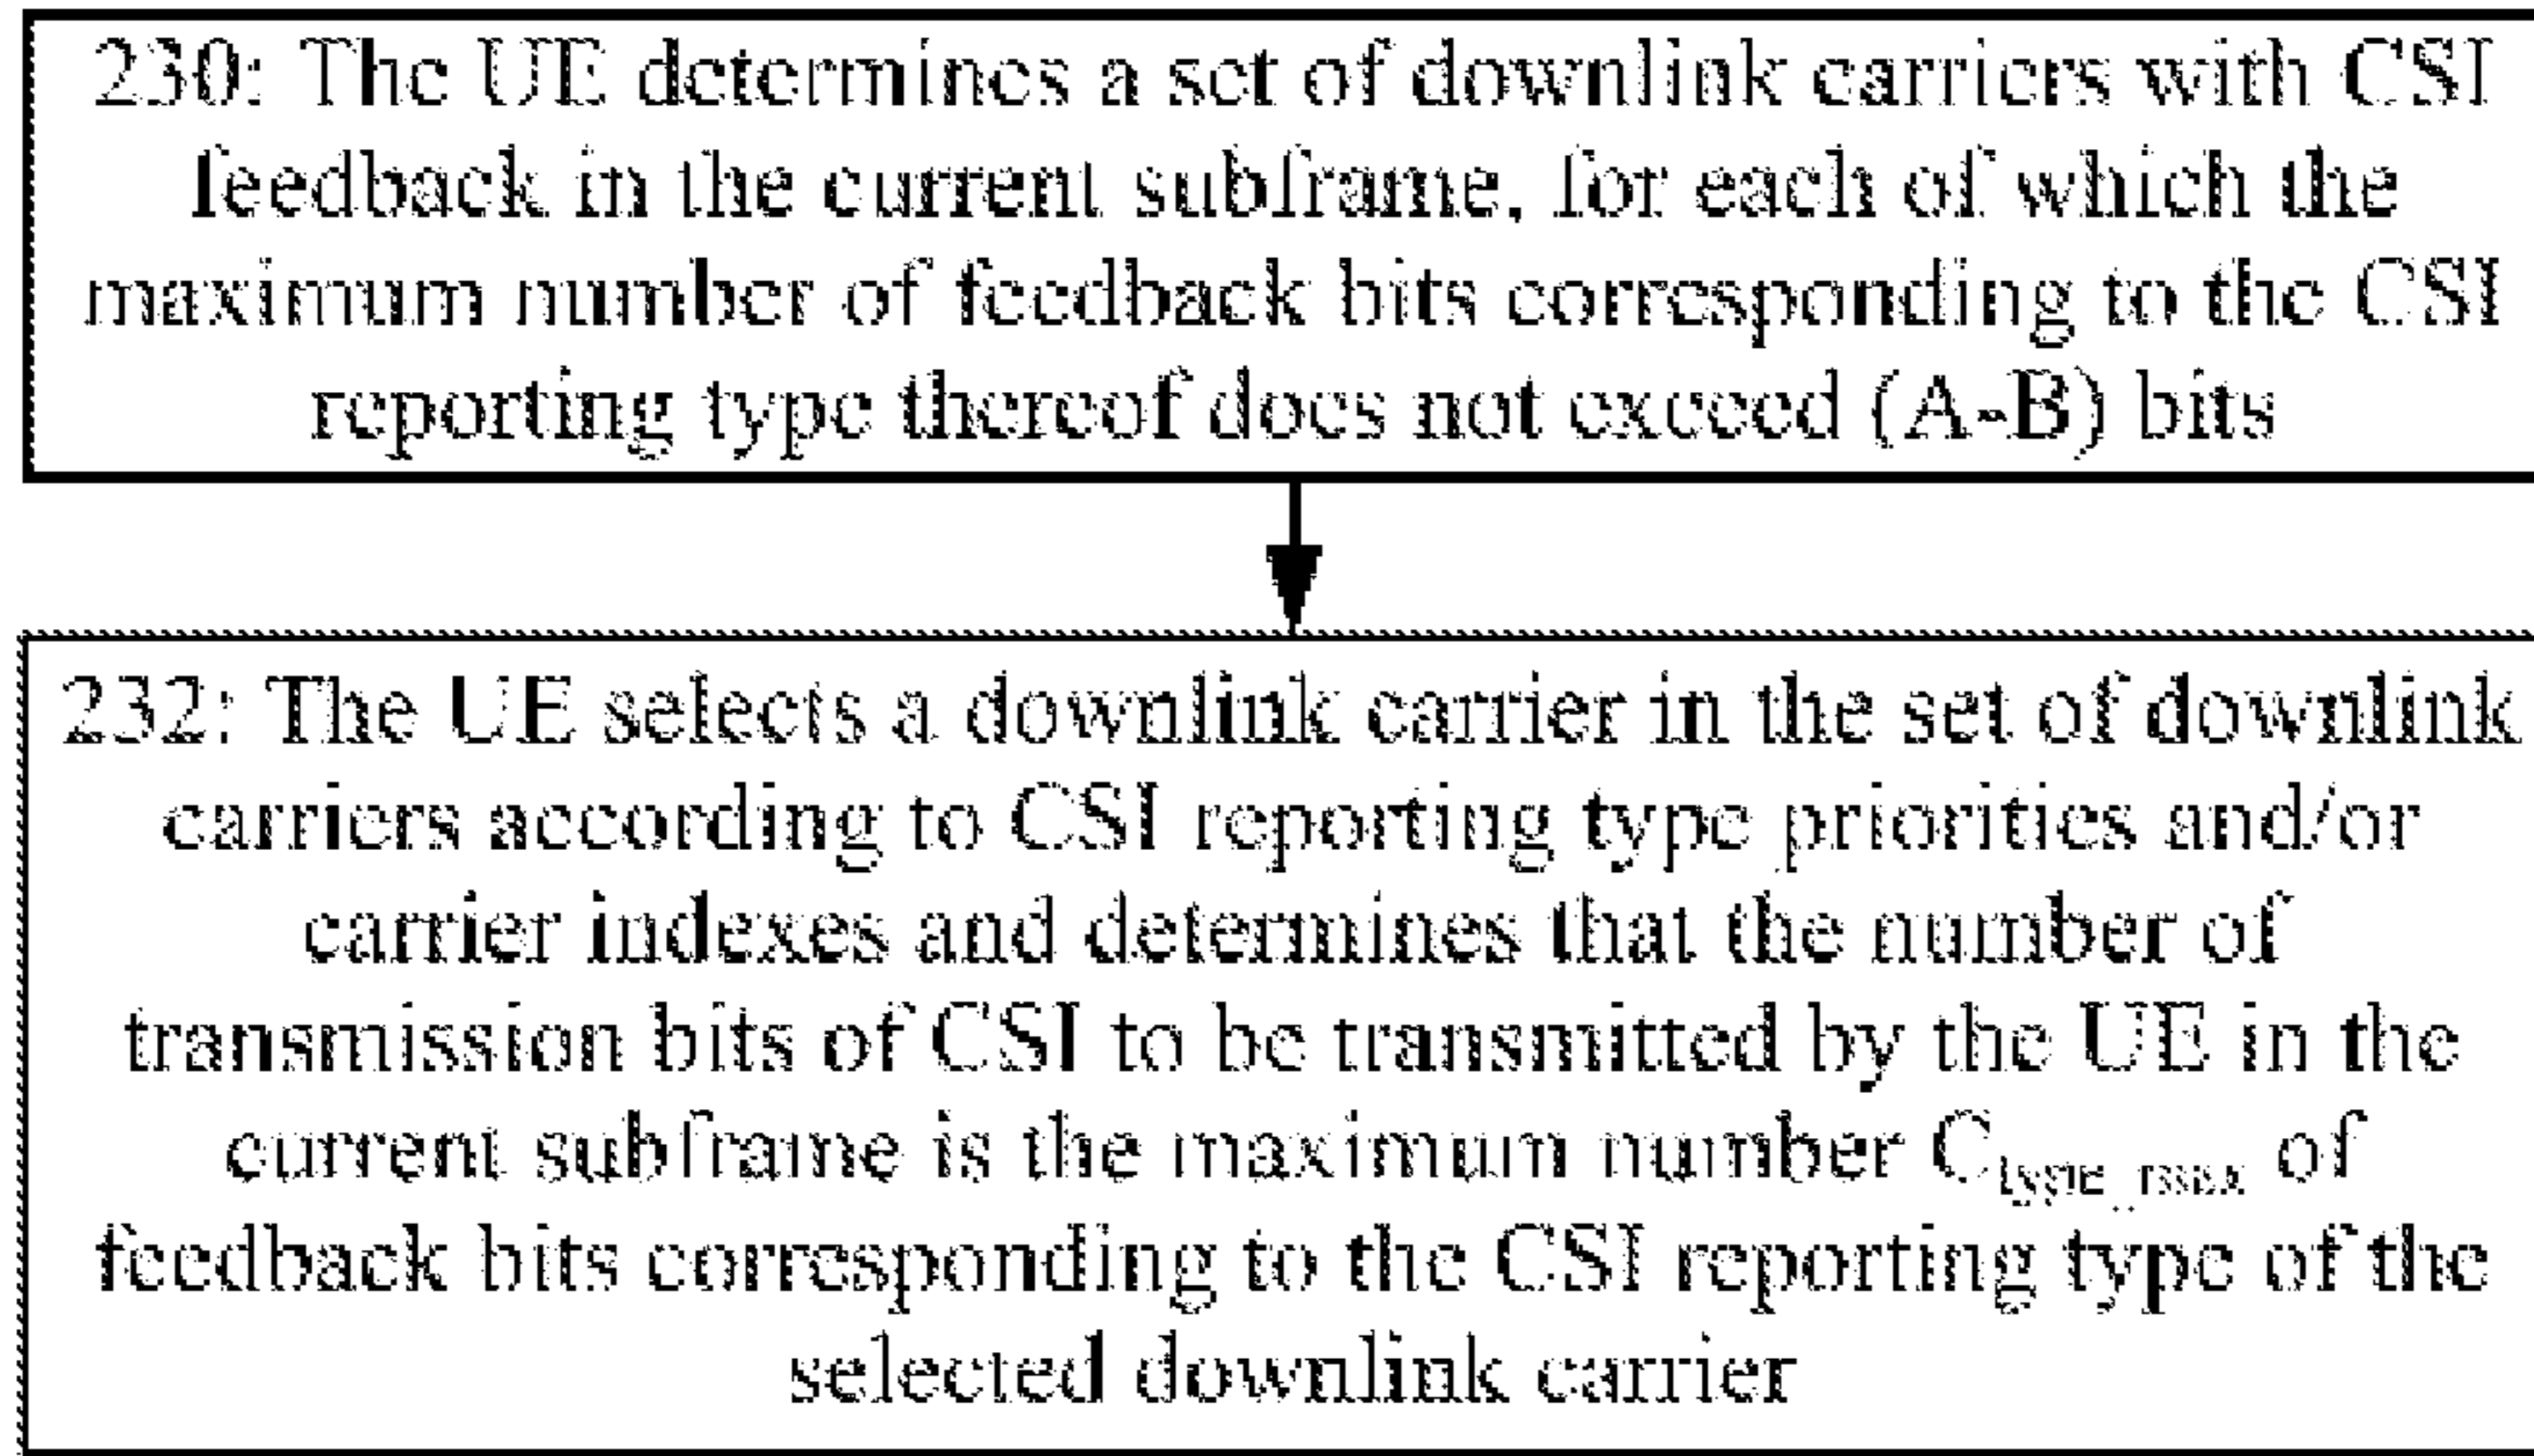 230: The UE determines a set of downlink carriers with CSI
feedback in the current subframe, for each of which the
maximum number of feedback bits corresponding to the CSI
reporting type thereof does not exceed (A-B) bits
232: The UE selects a downlink carrier in the set of downlink
carriers according to CSI reporting type priorities and/or
carrier indexes and determines that the number of
transmission bits of CSI to be transmitted by the UE in the
current subframe is the maximum number C_type_max of
feedback bits corresponding to the CSI reporting type of the
selected downlink carrier